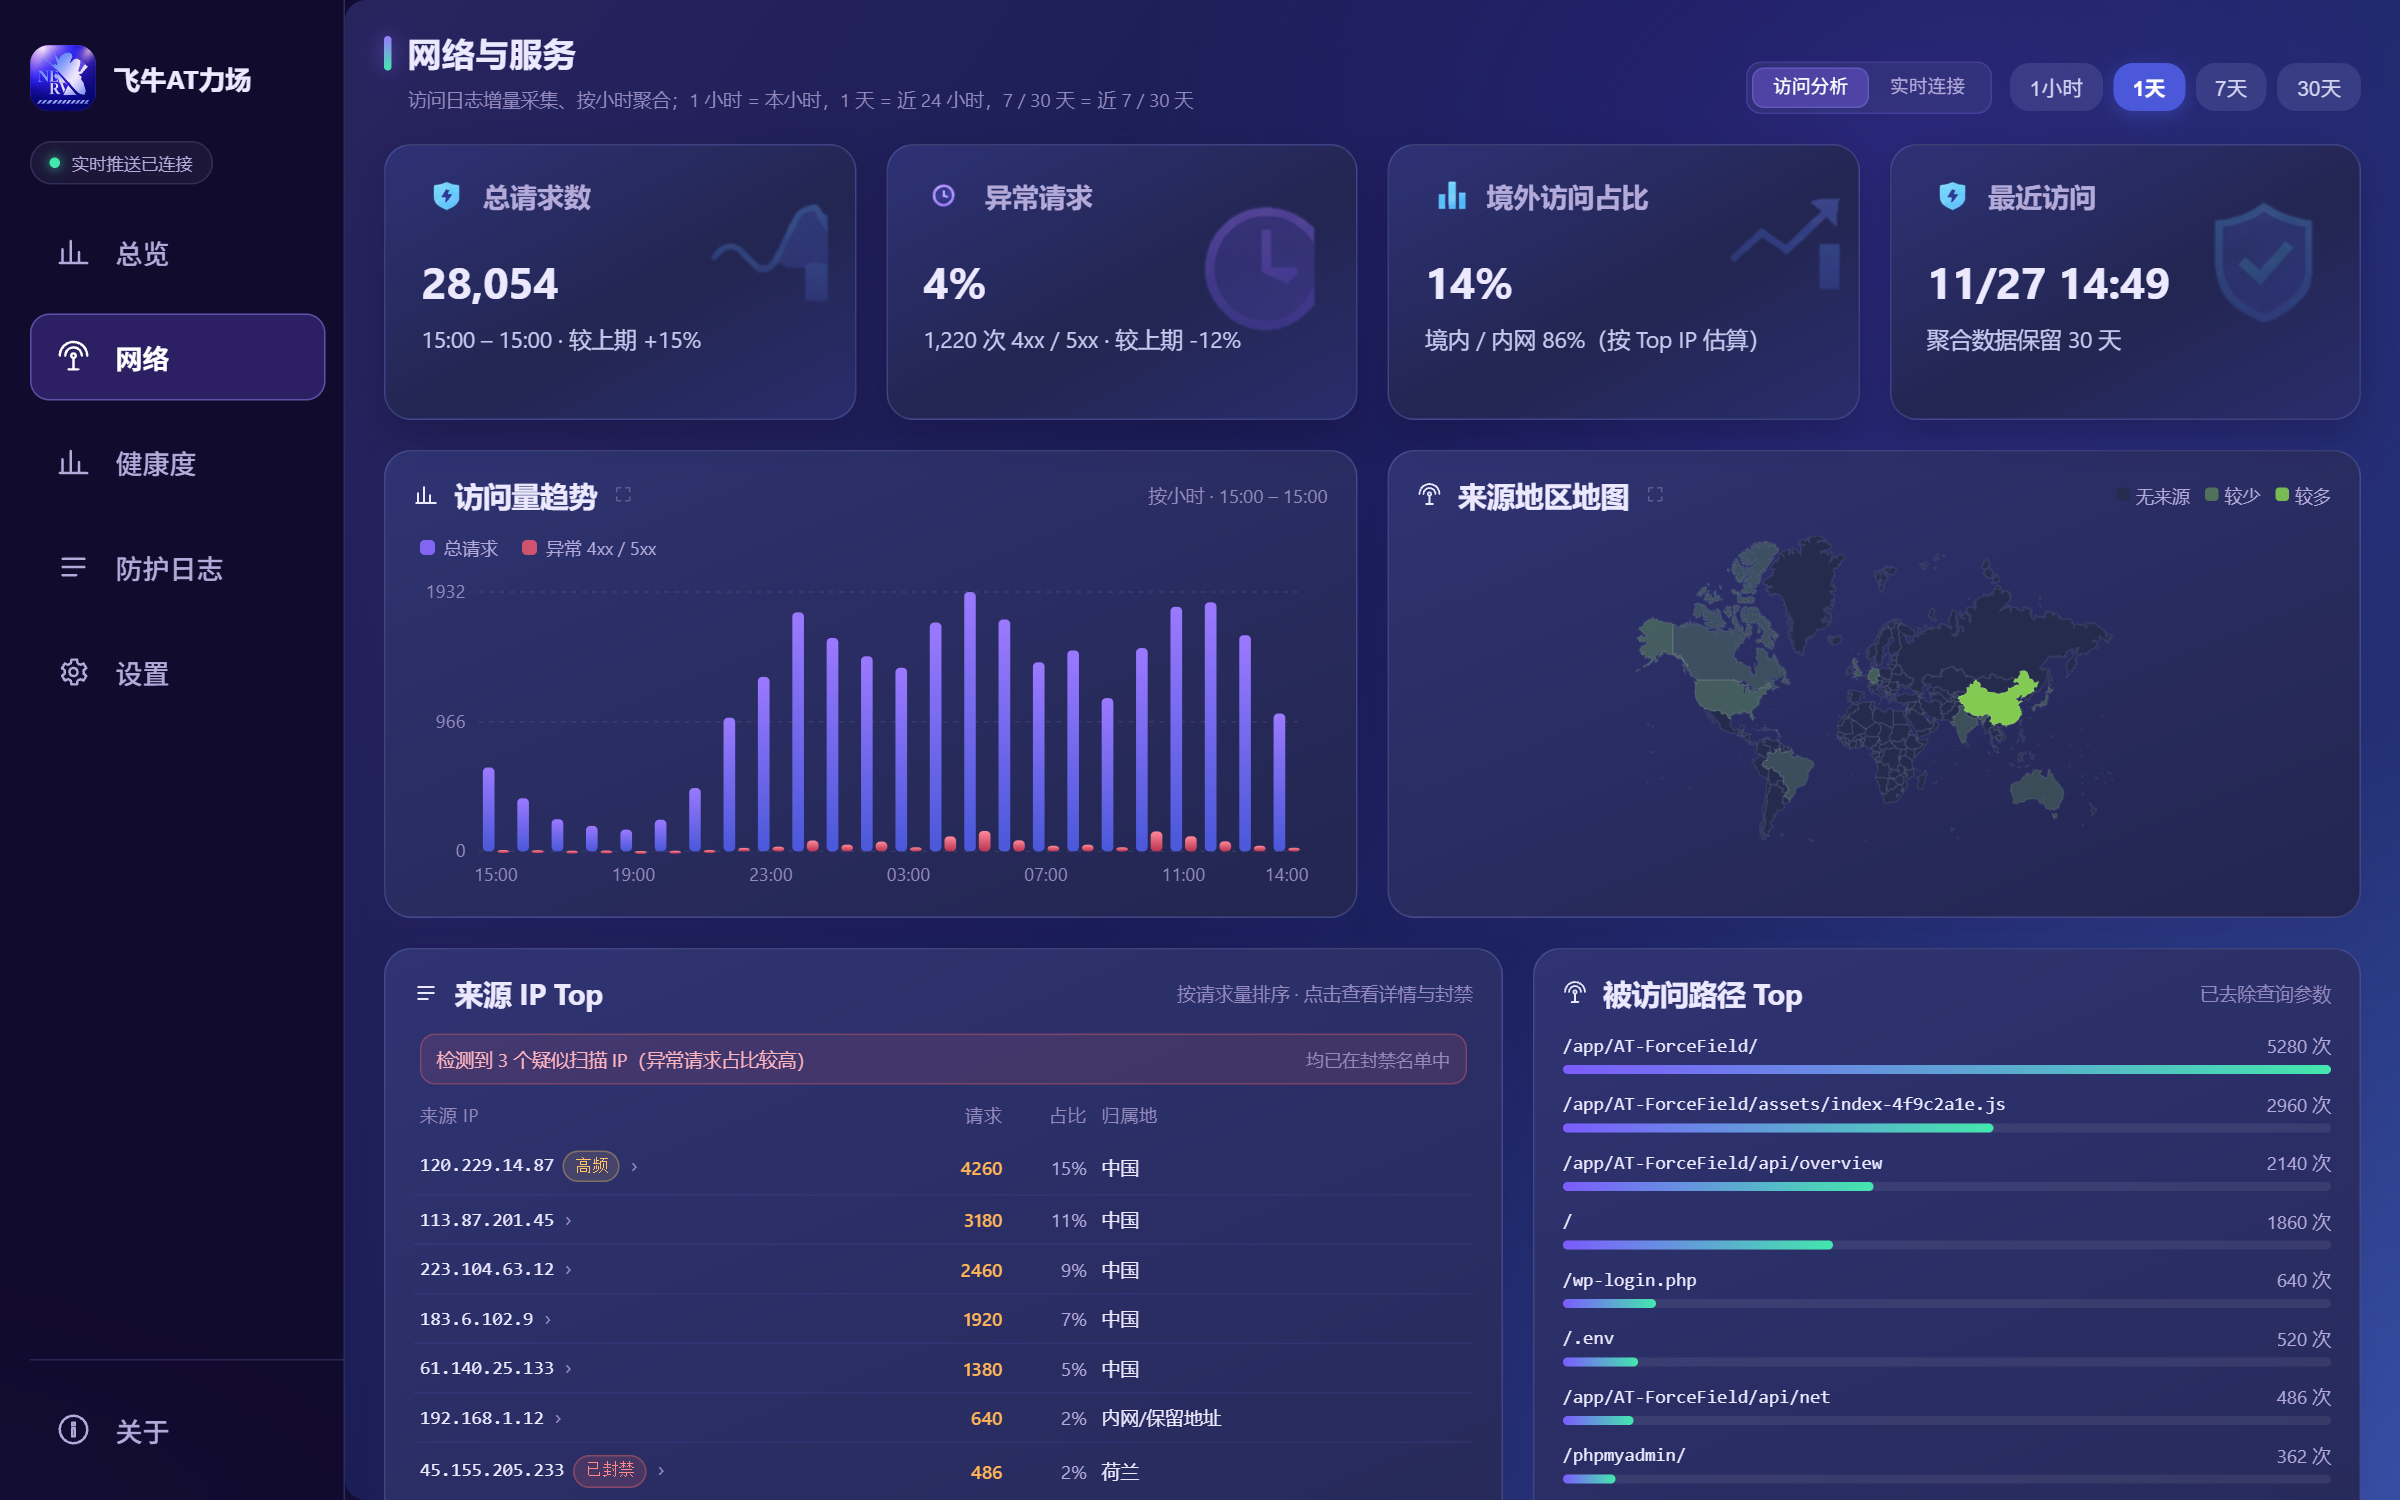 飞牛AT力场
实时推送已连接
总览
网络
健康度
防护日志
设置
关于
网络与服务
访问日志增量采集、按小时聚合；1 小时 = 本小时，1 天 = 近 24 小时，7 / 30 天 = 近 7 / 30 天
访问分析 实时连接 1小时 1天 7天 30天
总请求数
28,054
15:00 – 15:00 · 较上期 +15%
异常请求
4%
1,220 次 4xx / 5xx · 较上期 -12%
境外访问占比
14%
境内 / 内网 86%（按 Top IP 估算）
最近访问
11/27 14:49
聚合数据保留 30 天
访问量趋势
按小时 · 15:00 – 15:00
总请求 异常 4xx / 5xx
1932
966
0
15:00 19:00 23:00 03:00 07:00 11:00 14:00
来源地区地图
无来源 较少 较多
来源 IP Top
按请求量排序 · 点击查看详情与封禁
检测到 3 个疑似扫描 IP（异常请求占比较高） 均已在封禁名单中
来源 IP 请求 占比 归属地
120.229.14.87 高频 › 4260 15% 中国
113.87.201.45 › 3180 11% 中国
223.104.63.12 › 2460 9% 中国
183.6.102.9 › 1920 7% 中国
61.140.25.133 › 1380 5% 中国
192.168.1.12 › 640 2% 内网/保留地址
45.155.205.233 已封禁 › 486 2% 荷兰
被访问路径 Top
已去除查询参数
/app/AT-ForceField/ 5280 次
/app/AT-ForceField/assets/index-4f9c2a1e.js 2960 次
/app/AT-ForceField/api/overview 2140 次
/ 1860 次
/wp-login.php 640 次
/.env 520 次
/app/AT-ForceField/api/net 486 次
/phpmyadmin/ 362 次